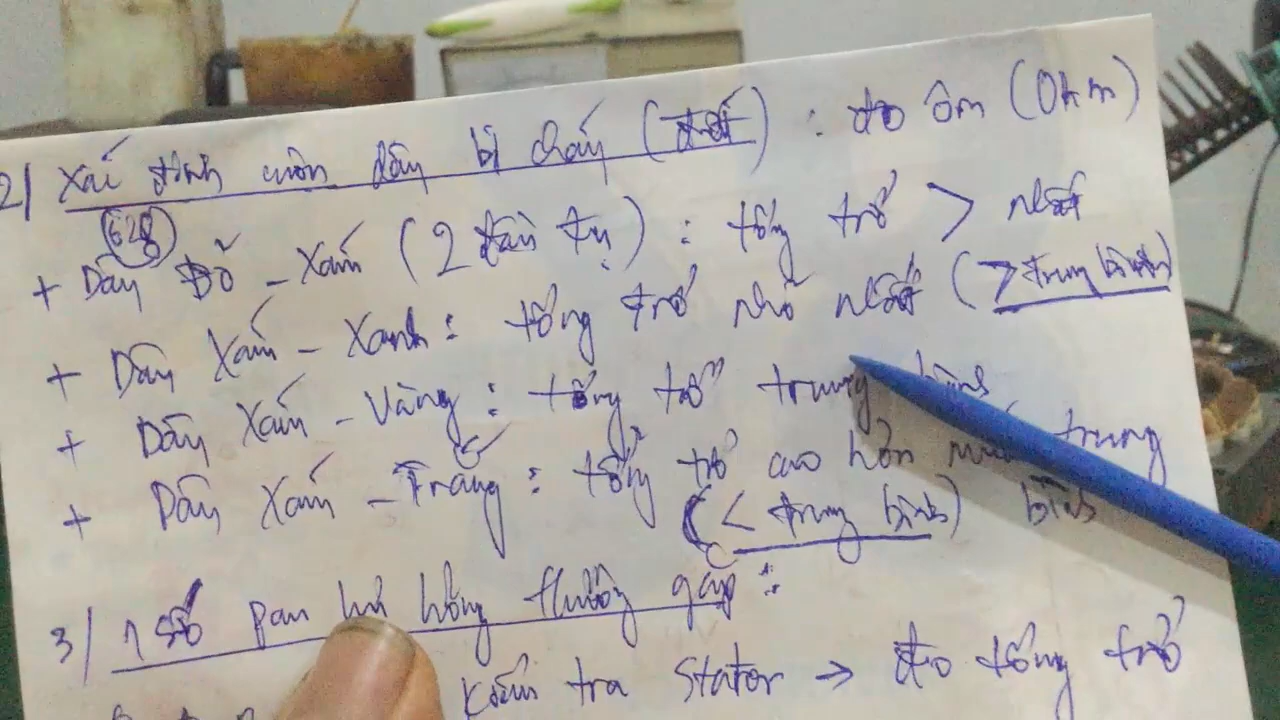 2/ Xác định cuộn dây bị cháy (đứt) : đo ôm (Ohm)
628
+ Dây Đỏ - Xám (2 đầu tụ) : tổng trở > nhất
+ Dây Xám - Xanh : tổng trở nhỏ nhất (> trung bình)
+ Dây Xám - Vàng : tổng trở trung bình
+ Dây Xám - Trắng : tổng trở cao hơn mức trung bình
(< trung bình)
3/ 1 số pan hư hỏng thường gặp :
Kiểm tra Stator → đo tổng trở